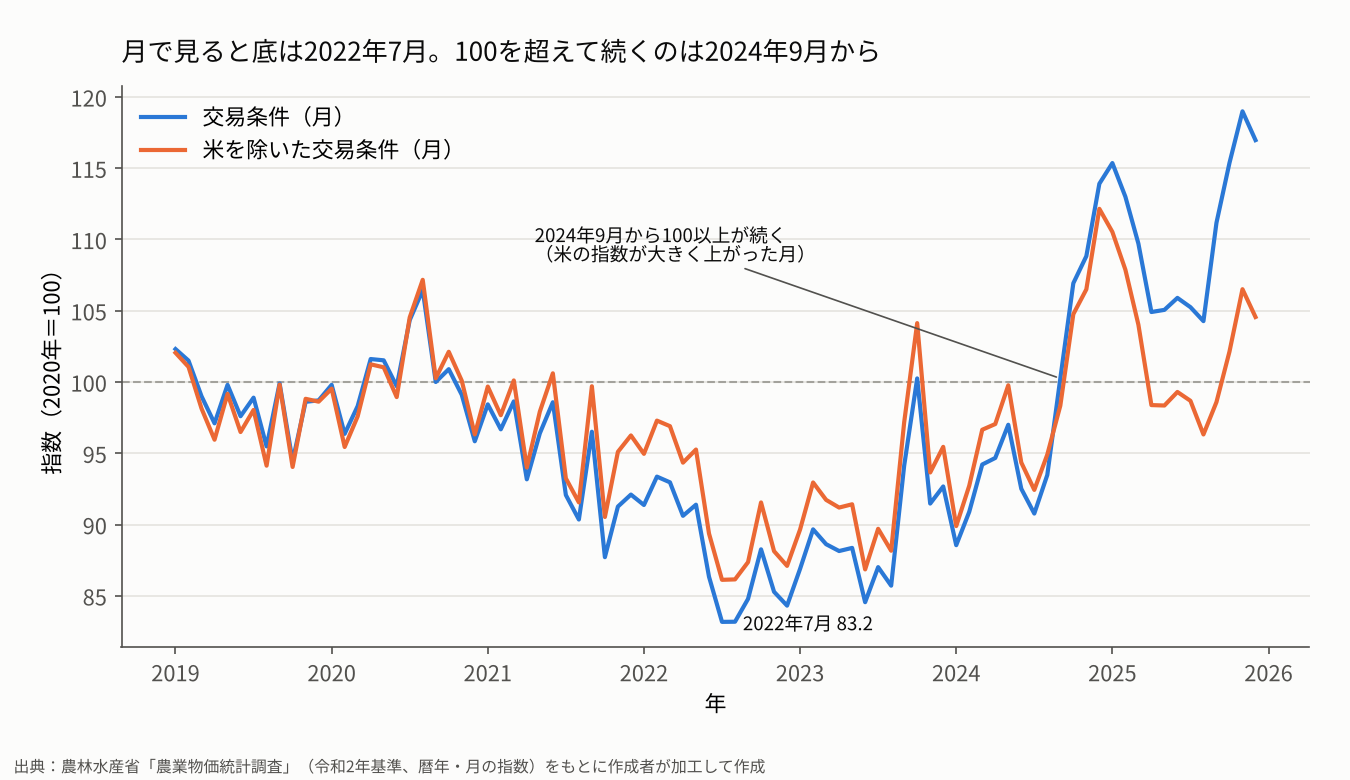 月で見ると底は2022年7月。100を超えて続くのは2024年9月から
120
115
110
105
100
95
90
85
指数（2020年＝100）
交易条件（月）
米を除いた交易条件（月）
2024年9月から100以上が続く
（米の指数が大きく上がった月）
2022年7月 83.2
2019
2020
2021
2022
2023
2024
2025
2026
年
出典：農林水産省「農業物価統計調査」（令和2年基準、暦年・月の指数）をもとに作成者が加工して作成